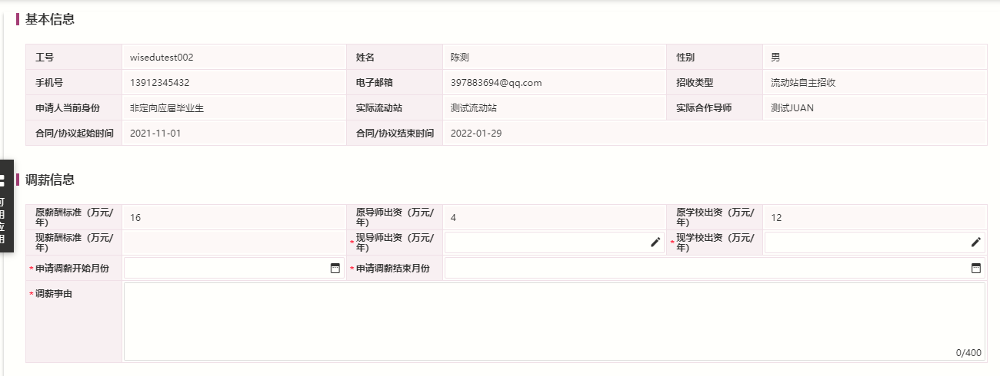 基本信息
工号 wisedutest002 姓名 陈测 性别 男
手机号 13912345432 电子邮箱 397883694@qq.com 招收类型 流动站自主招收
申请人当前身份 非定向应届毕业生 实际流动站 测试流动站 实际合作导师 测试JUAN
合同/协议起始时间 2021-11-01 合同/协议结束时间 2022-01-29
可用应用
调薪信息
原薪酬标准（万元/年） 16 原导师出资（万元/年） 4 原学校出资（万元/年） 12
现薪酬标准（万元/年） *现导师出资（万元/年） *现学校出资（万元/年）
*申请调薪开始月份 *申请调薪结束月份
*调薪事由
0/400